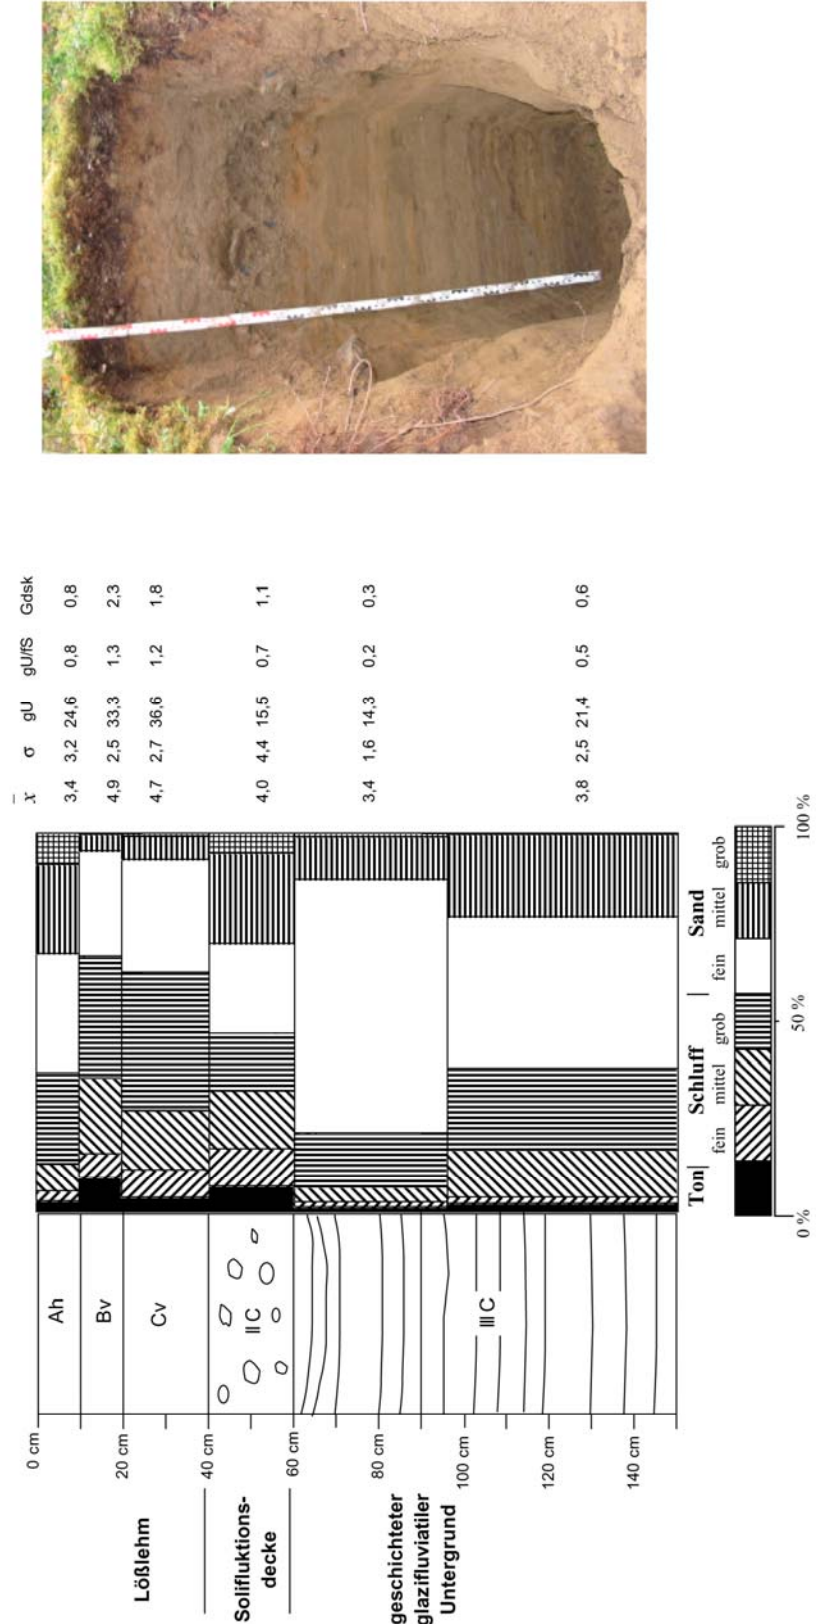 x̄ σ gU gU/fS Gdsk
Lößlehm
Solifluktions-
decke
geschichteter
glazifluviatiler
Untergrund
0 cm
20 cm
40 cm
60 cm
80 cm
100 cm
120 cm
140 cm
Ah
Bv
Cv
II C
III C
3,4 3,2 24,6 0,8 0,8
4,9 2,5 33,3 1,3 2,3
4,7 2,7 36,6 1,2 1,8
4,0 4,4 15,5 0,7 1,1
3,4 1,6 14,3 0,2 0,3
3,8 2,5 21,4 0,5 0,6
Ton| Schluff | Sand
fein mittel grob fein mittel grob
0 % 50 % 100 %